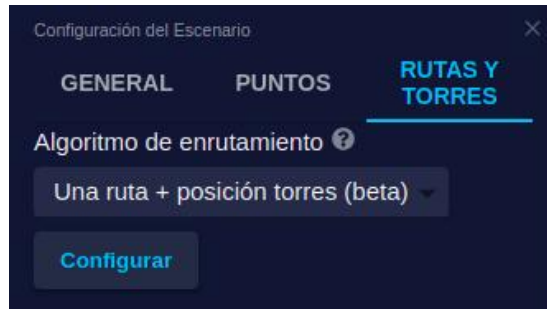 Configuración del Escenario
GENERAL PUNTOS RUTAS Y
TORRES
Algoritmo de enrutamiento ?
Una ruta + posición torres (beta)
Configurar